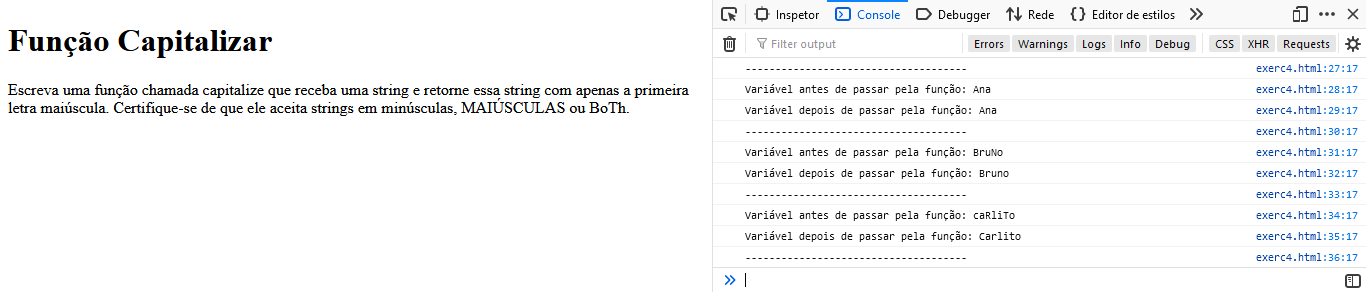 Função Capitalizar
Escreva uma função chamada capitalize que receba uma string e retorne essa string com apenas a primeira
letra maiúscula. Certifique-se de que ele aceita strings em minúsculas, MAIÚSCULAS ou BoTh.
Inspetor Console Debugger Rede Editor de estilos
Filter output Errors Warnings Logs Info Debug CSS XHR Requests
------------------------------------- exerc4.html:27:17
Variável antes de passar pela função: Ana exerc4.html:28:17
Variável depois de passar pela função: Ana exerc4.html:29:17
------------------------------------- exerc4.html:30:17
Variável antes de passar pela função: BruNo exerc4.html:31:17
Variável depois de passar pela função: Bruno exerc4.html:32:17
------------------------------------- exerc4.html:33:17
Variável antes de passar pela função: caRliTo exerc4.html:34:17
Variável depois de passar pela função: Carlito exerc4.html:35:17
------------------------------------- exerc4.html:36:17